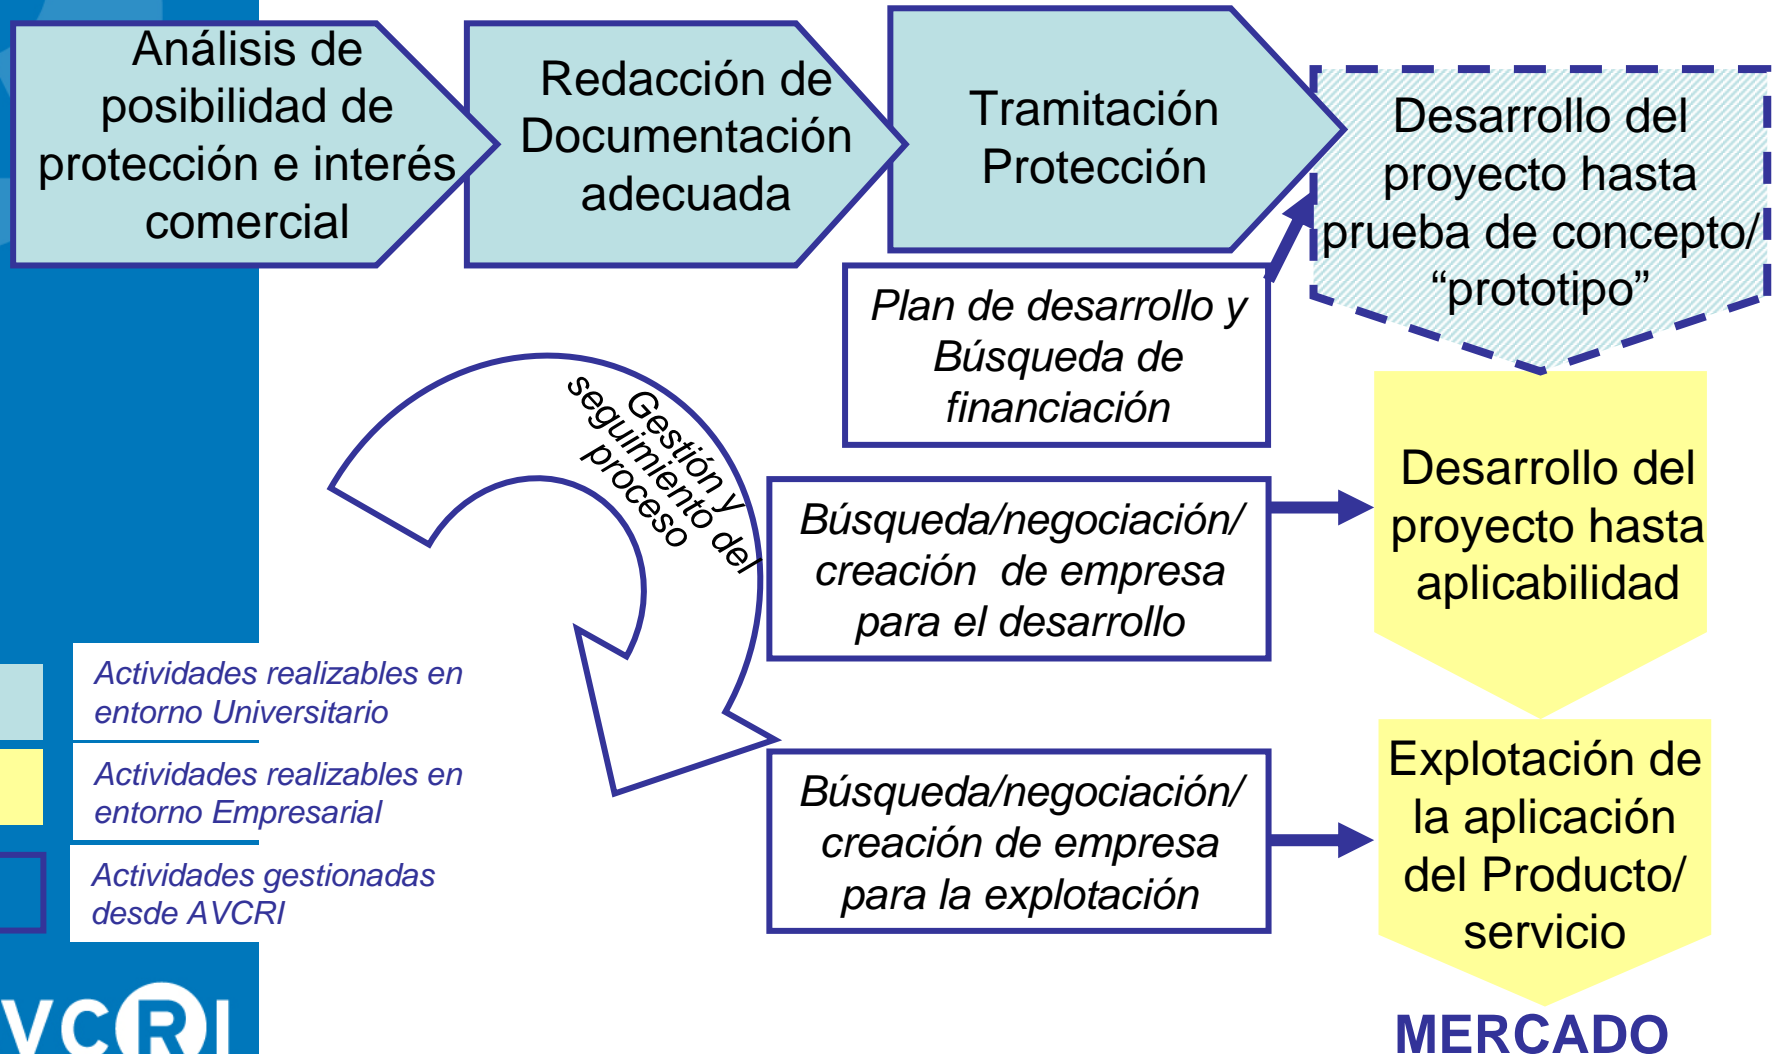 Análisis de
posibilidad de
protección e interés
comercial
Redacción de
Documentación
adecuada
Tramitación
Protección
Desarrollo del
proyecto hasta
prueba de concepto/
“prototipo”
Plan de desarrollo y
Búsqueda de
financiación
Gestión y
seguimiento del
proceso
Búsqueda/negociación/
creación de empresa
para el desarrollo
Desarrollo del
proyecto hasta
aplicabilidad
Búsqueda/negociación/
creación de empresa
para la explotación
Explotación de
la aplicación
del Producto/
servicio
MERCADO
Actividades realizables en
entorno Universitario
Actividades realizables en
entorno Empresarial
Actividades gestionadas
desde AVCRI
VCRI